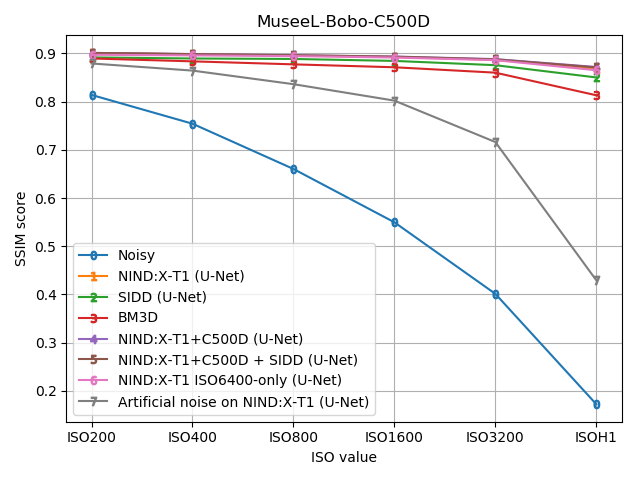 MuseeL-Bobo-C500D
SSIM score
0.9
0.8
0.7
0.6
0.5
0.4
0.3
0.2
Noisy
NIND:X-T1 (U-Net)
SIDD (U-Net)
BM3D
NIND:X-T1+C500D (U-Net)
NIND:X-T1+C500D + SIDD (U-Net)
NIND:X-T1 ISO6400-only (U-Net)
Artificial noise on NIND:X-T1 (U-Net)
ISO200 ISO400 ISO800 ISO1600 ISO3200 ISOH1
ISO value